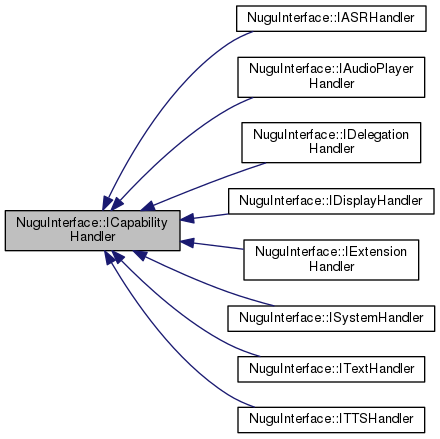 NuguInterface::IASRHandler
NuguInterface::IAudioPlayer
Handler
NuguInterface::IDelegation
Handler
NuguInterface::IDisplayHandler
NuguInterface::ICapability
Handler
NuguInterface::IExtension
Handler
NuguInterface::ISystemHandler
NuguInterface::ITextHandler
NuguInterface::ITTSHandler